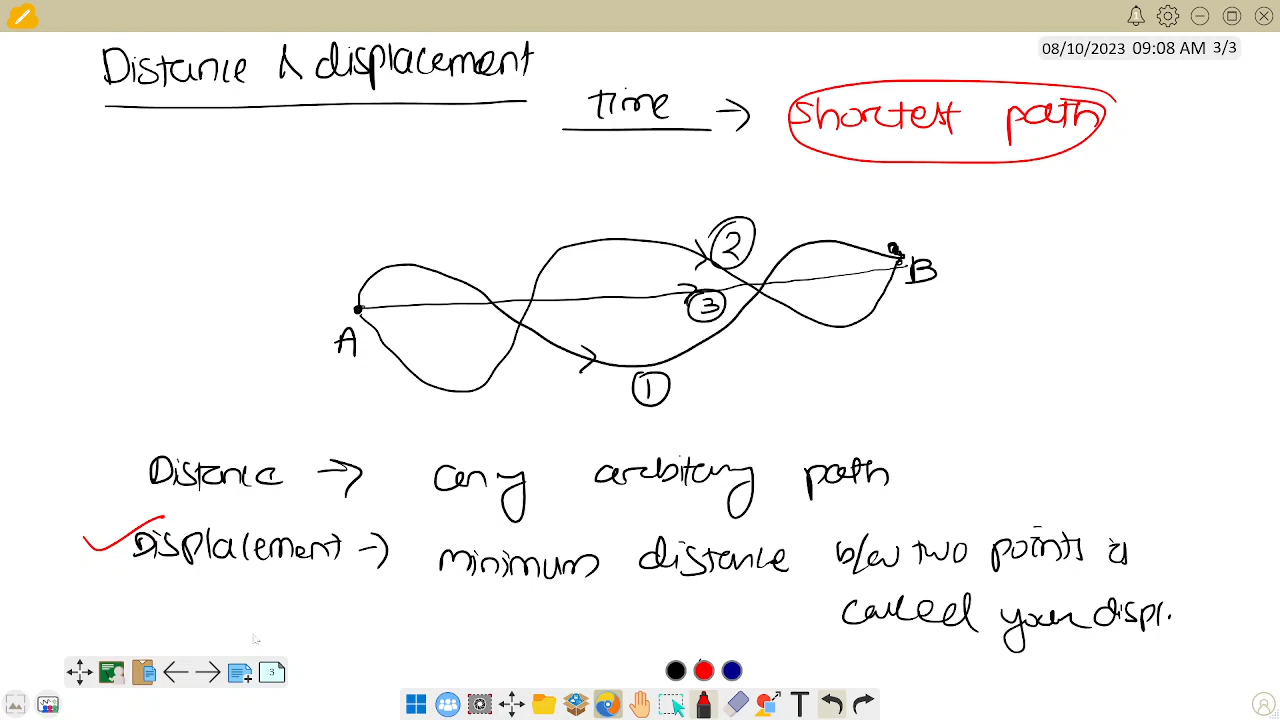 08/10/2023 09:08 AM 3/3
Distance & displacement
time → shortest path
2
B
3
A
1
Distance → any arbitary path
Displacement → minimum distance b/w two points is
called your displ.
3
T